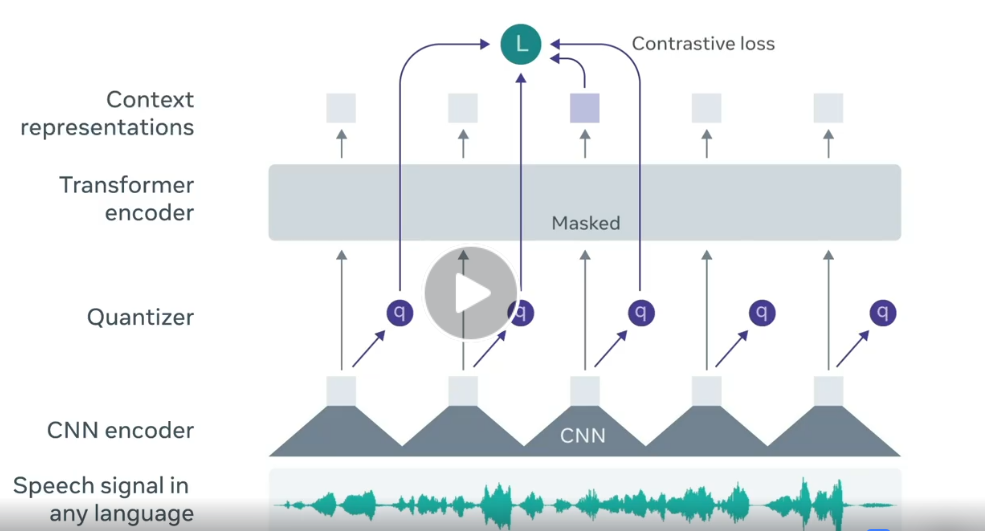 L
Contrastive loss
Context
representations
Transformer
encoder
Masked
Quantizer
q
q
q
q
q
CNN encoder
CNN
Speech signal in
any language